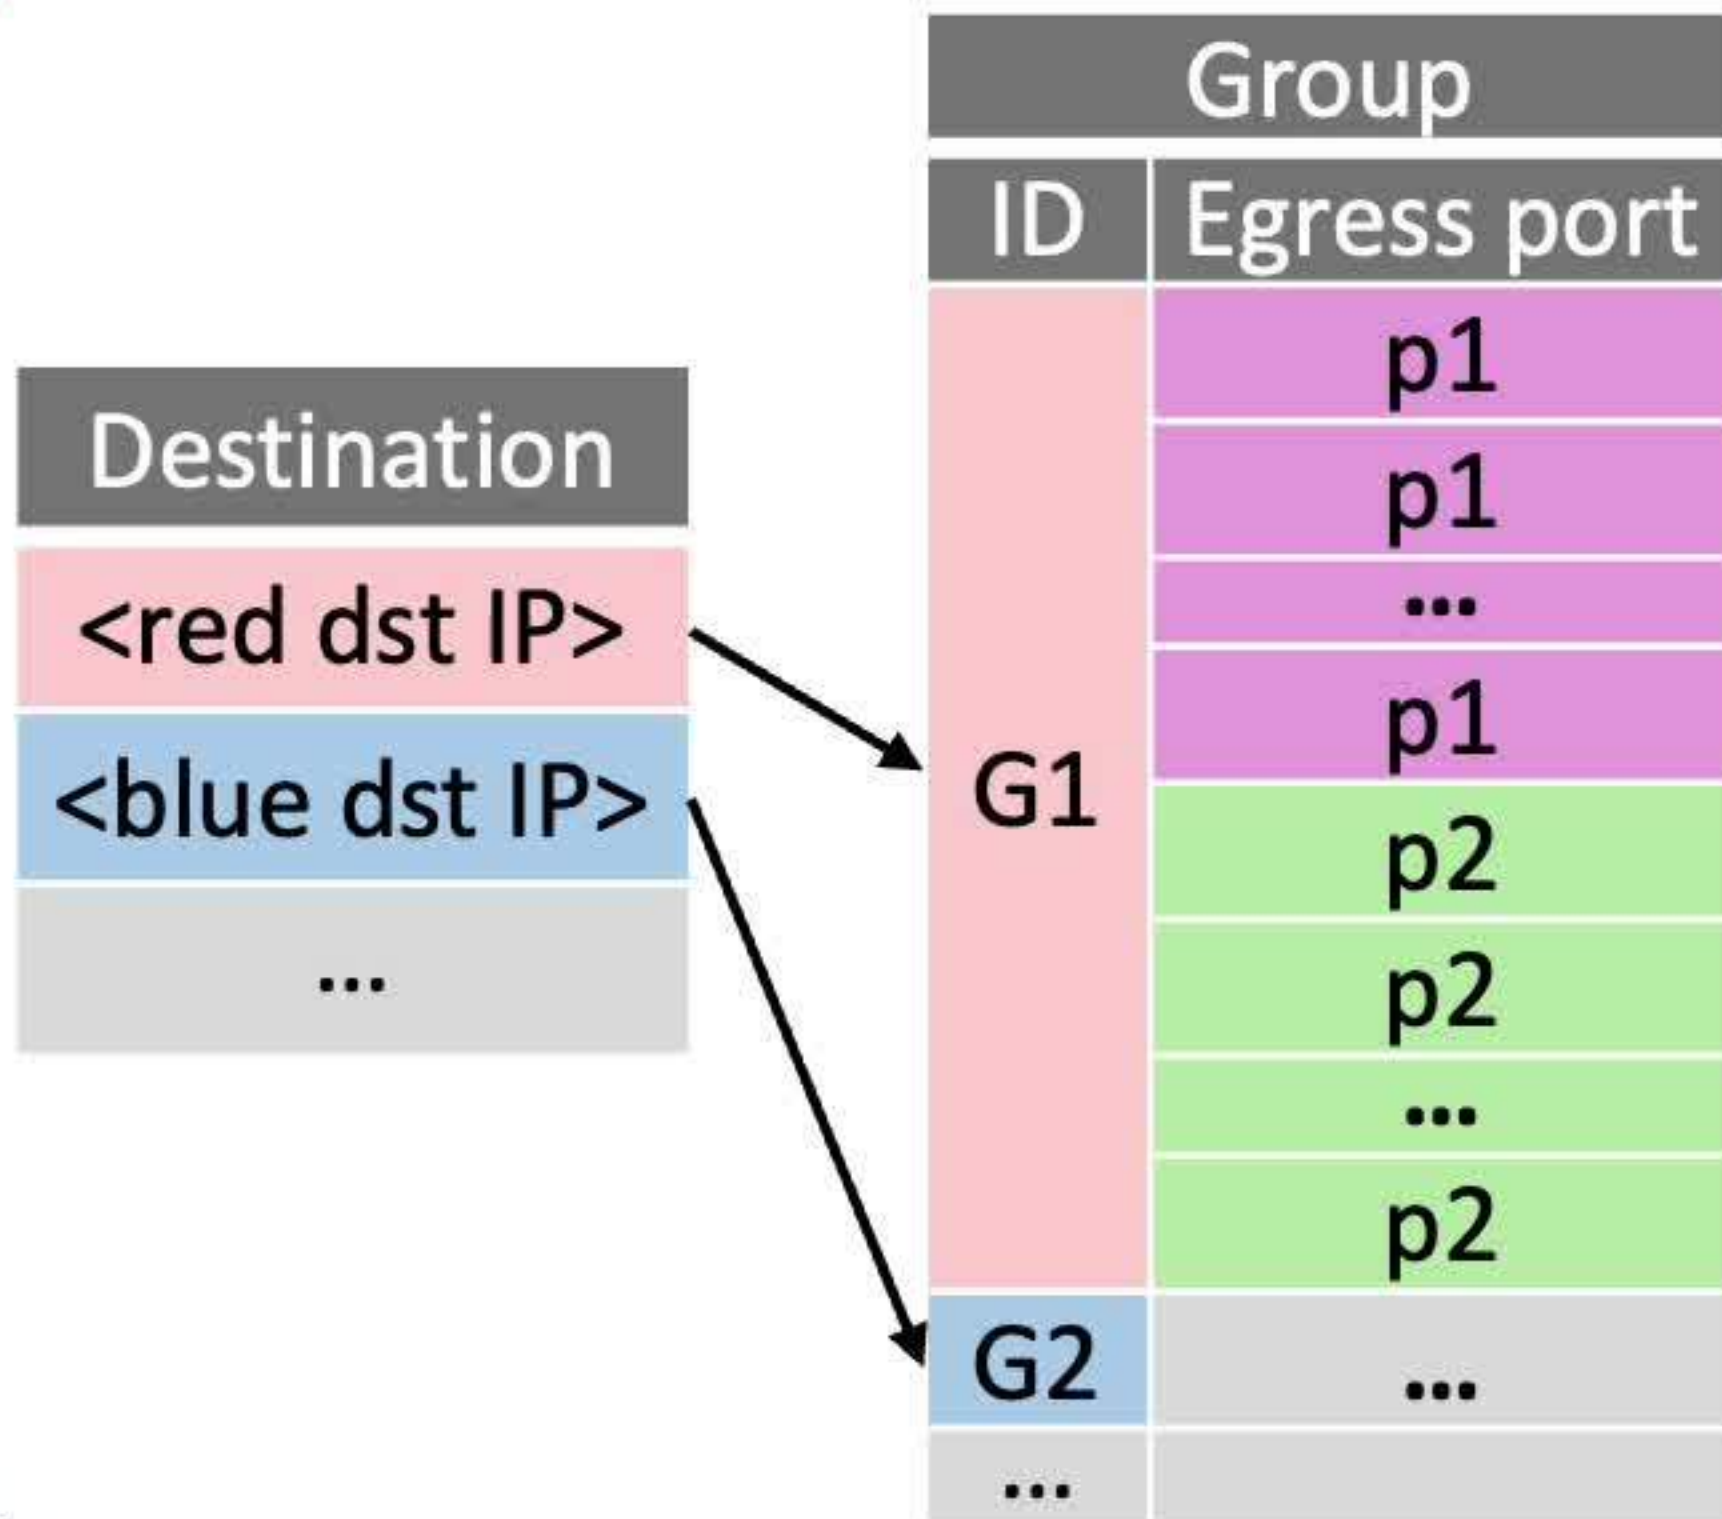 Destination
<red dst IP>
<blue dst IP>
...
Group
ID Egress port
G1
p1
p1
...
p1
p2
p2
...
p2
G2 ...
...